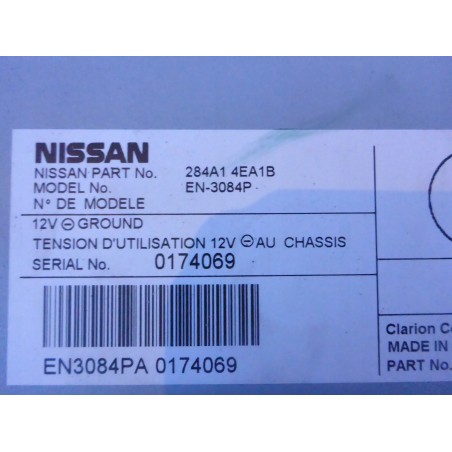 NISSAN
NISSAN PART No. 284A1 4EA1B
MODEL No. EN-3084P
N° DE MODELE
12V ⊖ GROUND
TENSION D'UTILISATION 12V ⊖ AU CHASSIS
SERIAL No. 0174069
EN3084PA 0174069
Clarion Co
MADE IN
PART No.